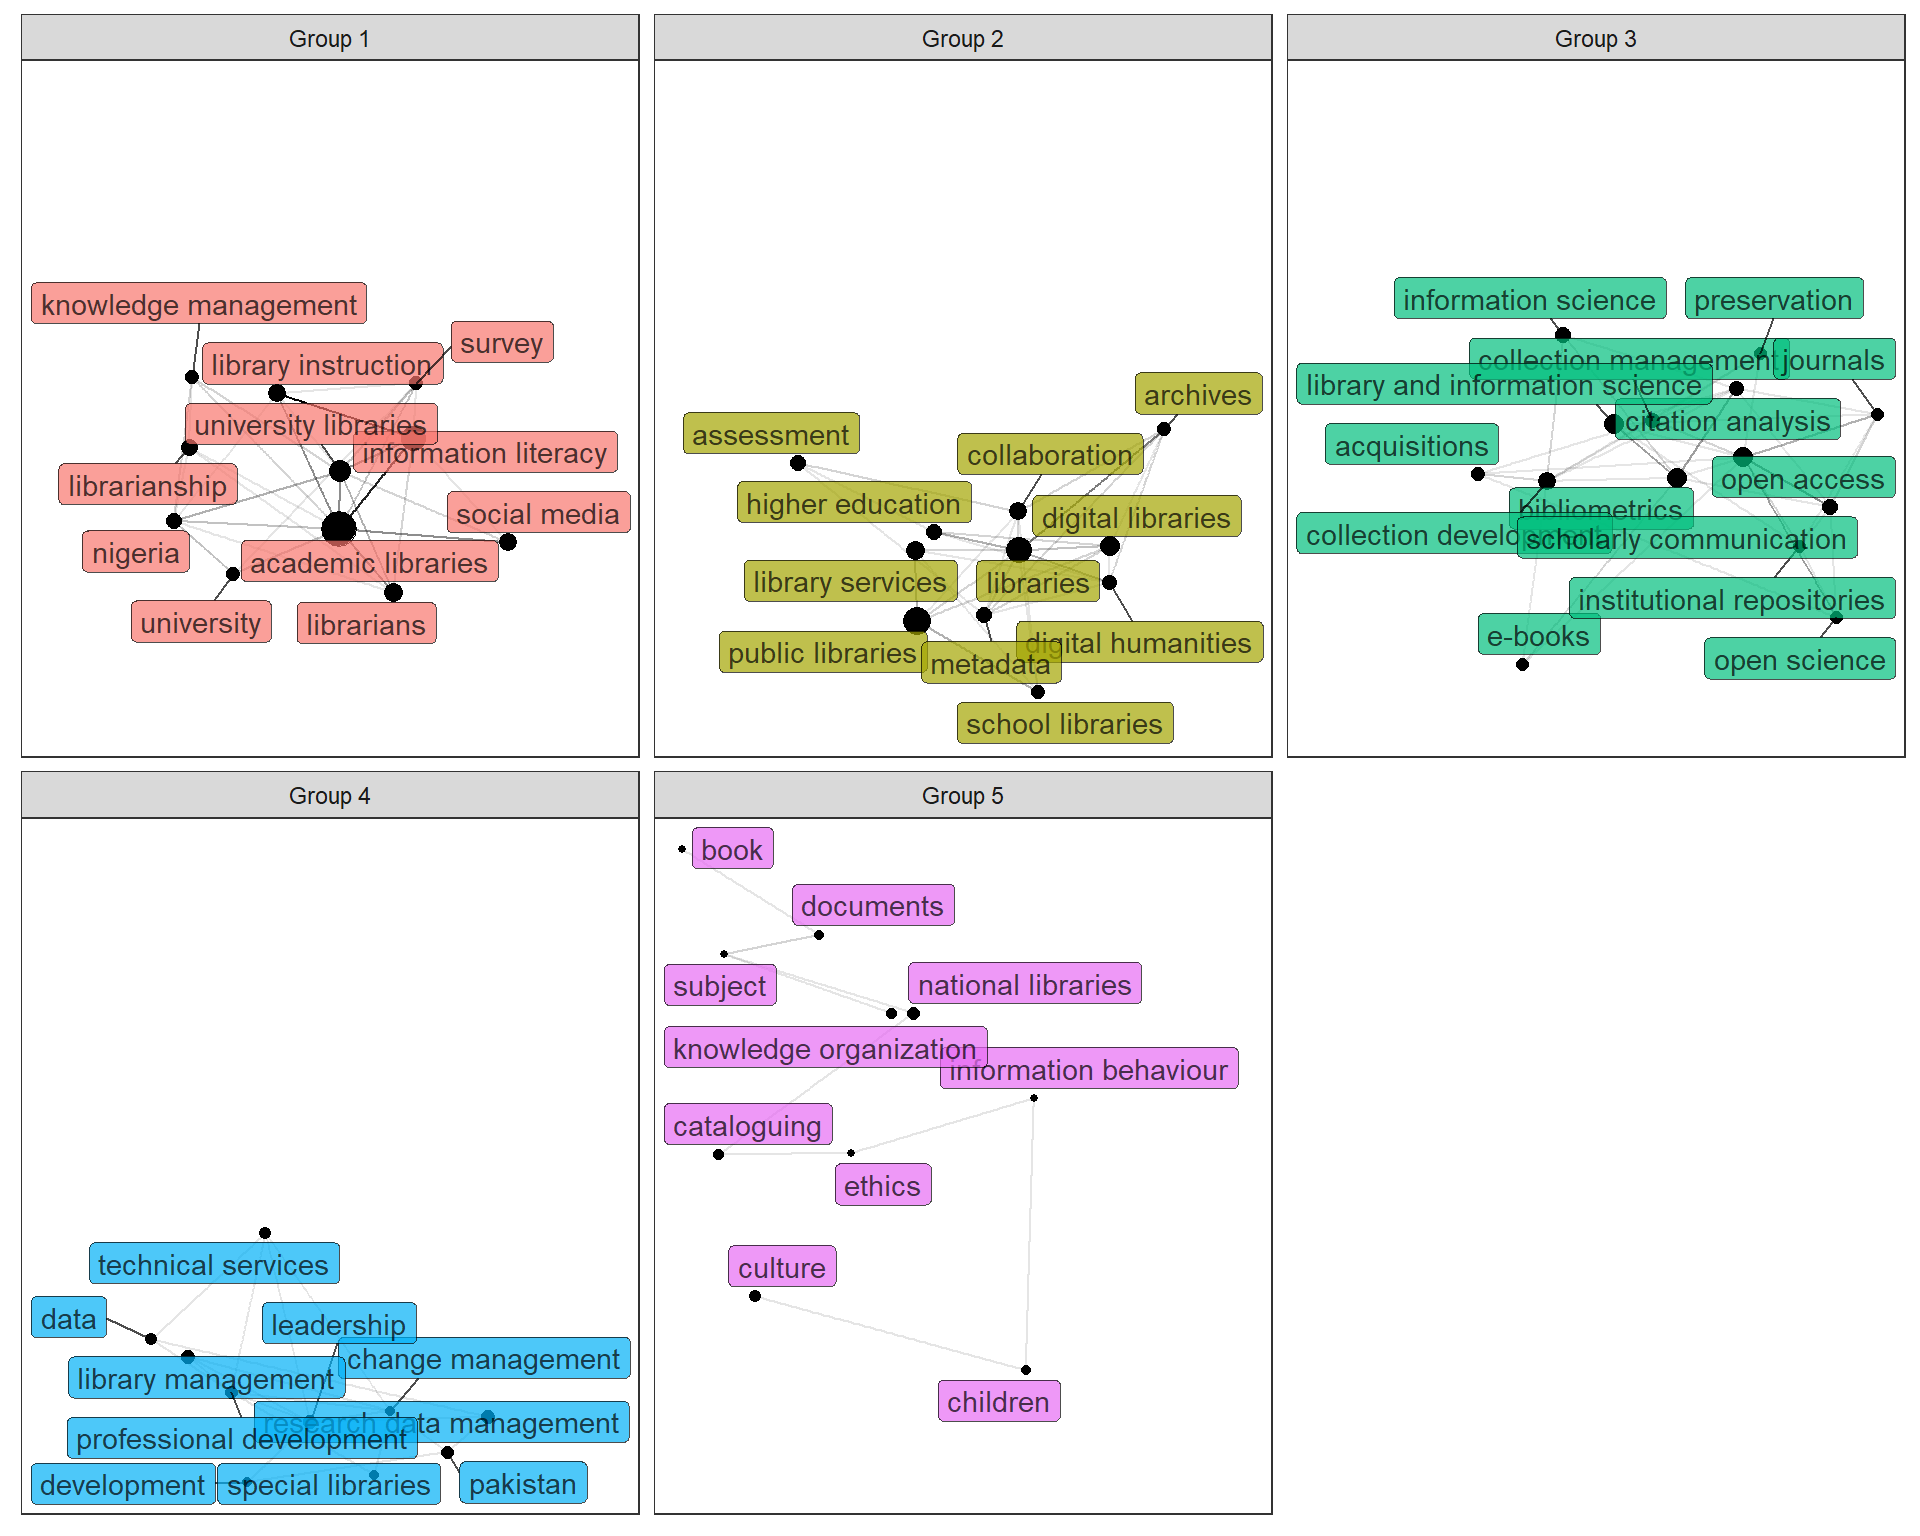 Group 1
knowledge management
survey
library instruction
university libraries
information literacy
librarianship
social media
nigeria
academic libraries
university
librarians
Group 2
archives
assessment
collaboration
higher education
digital libraries
library services
libraries
digital humanities
public libraries
metadata
school libraries
Group 3
information science
preservation
collection management
journals
library and information science
citation analysis
acquisitions
open access
bibliometrics
collection development
scholarly communication
institutional repositories
e-books
open science
Group 4
technical services
data
leadership
change management
library management
research data management
professional development
development
special libraries
pakistan
Group 5
book
documents
subject
national libraries
knowledge organization
information behaviour
cataloguing
ethics
culture
children